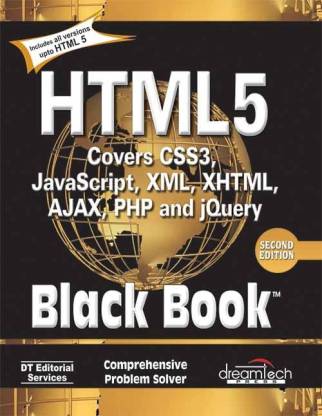 Includes all versions
upto HTML 5
HTML5
Covers CSS3,
JavaScript, XML, XHTML,
AJAX, PHP and jQuery
SECOND
EDITION
Black Book™
DT Editorial
Services
Comprehensive
Problem Solver
dreamtech
PRESS